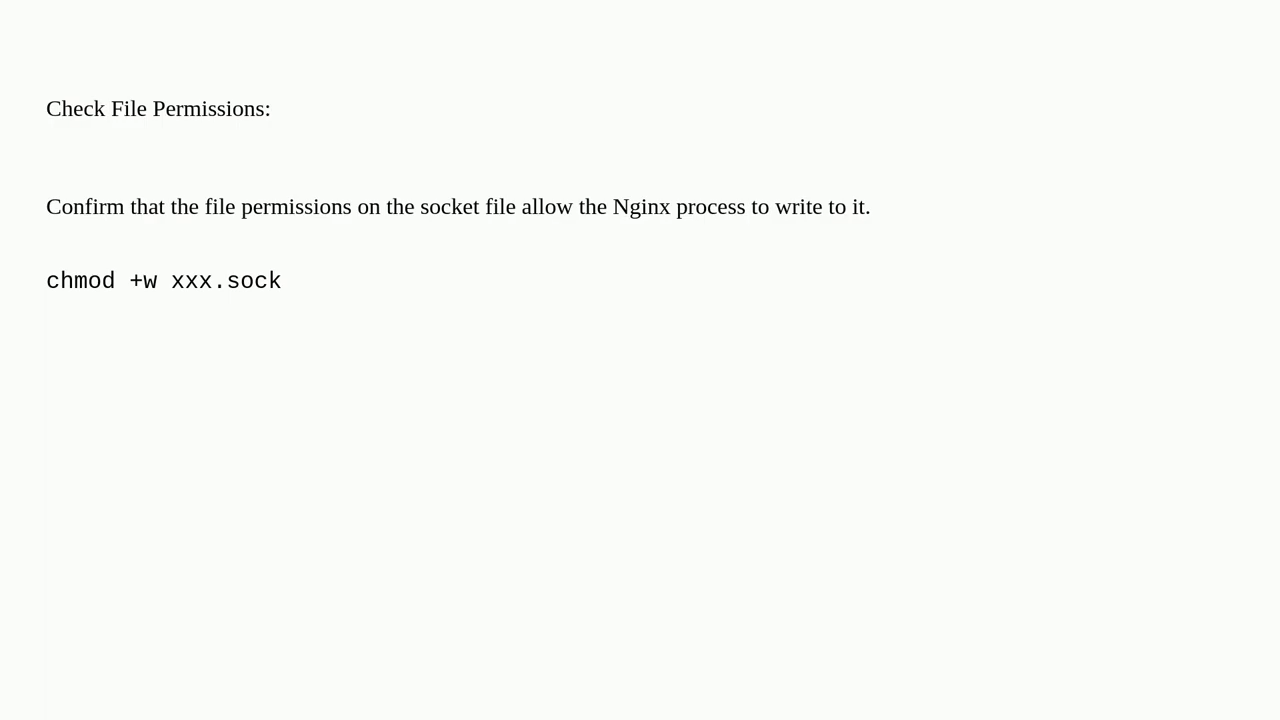 Check File Permissions:
Confirm that the file permissions on the socket file allow the Nginx process to write to it.
chmod +w xxx.sock